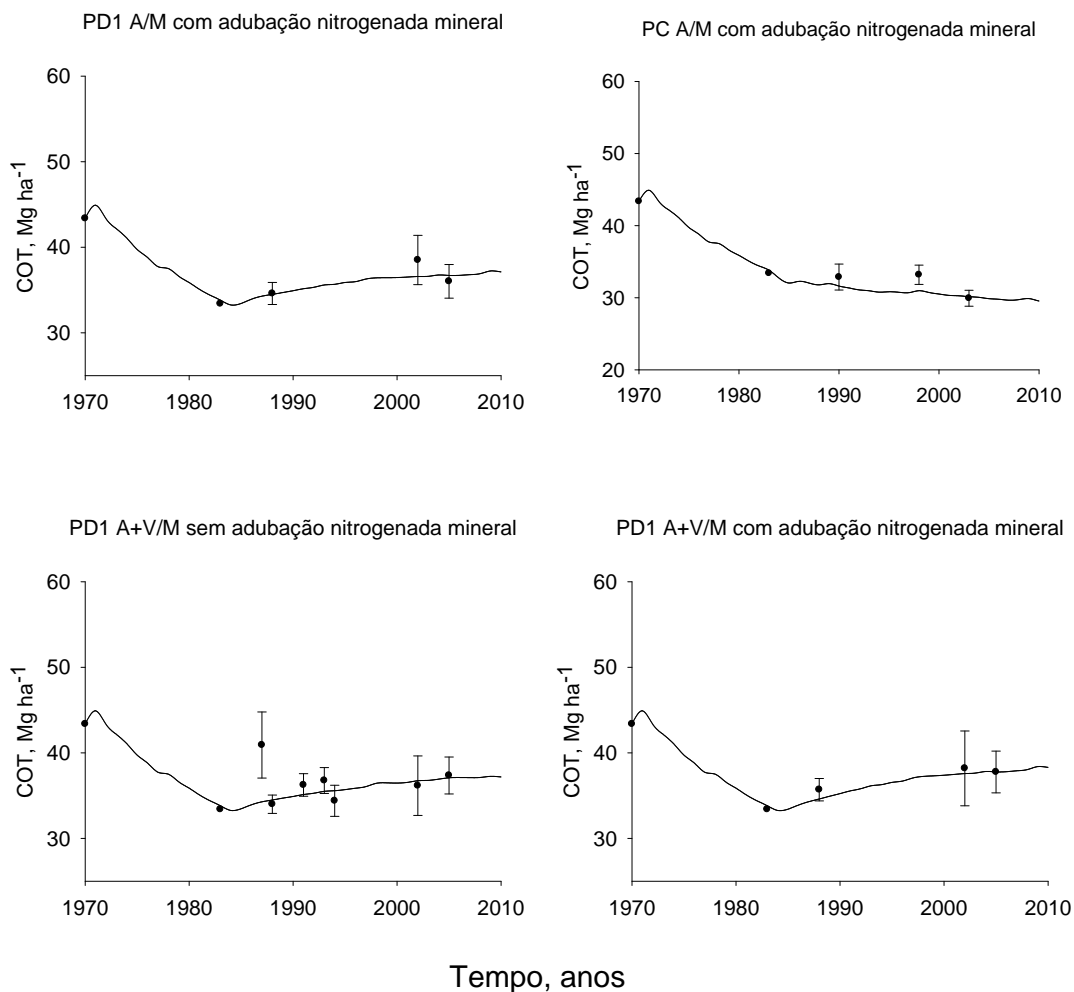 PD1 A/M com adubação nitrogenada mineral
PC A/M com adubação nitrogenada mineral
COT, Mg ha-1
60
50
40
30
1970 1980 1990 2000 2010
COT, Mg ha-1
60
50
40
30
20
1970 1980 1990 2000 2010
PD1 A+V/M sem adubação nitrogenada mineral
PD1 A+V/M com adubação nitrogenada mineral
COT, Mg ha-1
60
50
40
30
1970 1980 1990 2000 2010
COT, Mg ha-1
60
50
40
30
1970 1980 1990 2000 2010
Tempo, anos